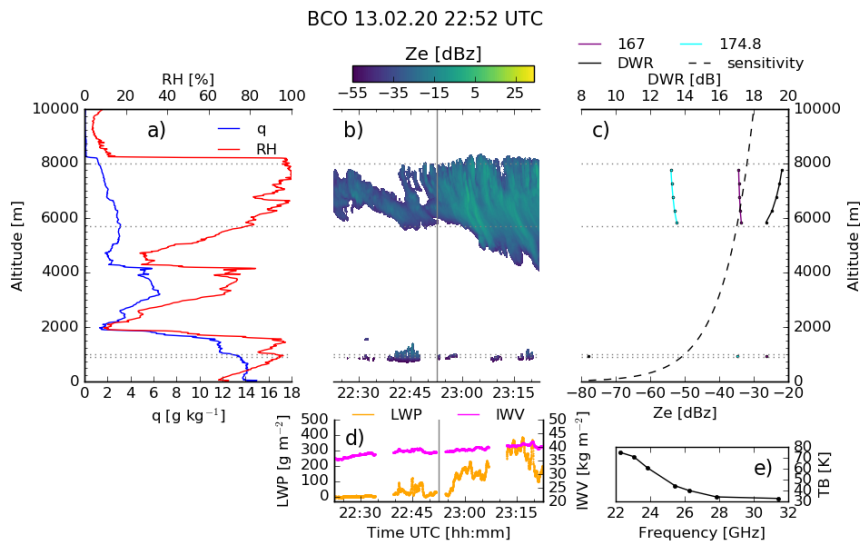 BCO 13.02.20 22:52 UTC
Ze [dBz]
−55 −35 −15 5 25
167 174.8
DWR sensitivity
RH [%]
0 20 40 60 80 100
DWR [dB]
8 10 12 14 16 18 20
a) q
RH
b)
c)
10000 10000
8000 8000
6000 6000
4000 4000
2000 2000
0 0
Altitude [m]
Altitude [m]
0 2 4 6 8 10 12 14 16 18
q [g kg⁻¹]
22:30 22:45 23:00 23:15
−80 −70 −60 −50 −40 −30 −20
Ze [dBz]
LWP IWV
d)
500
400
300
200
100
0
LWP [g m⁻²]
50
45
40
35
30
25
20
IWV [kg m⁻²]
22:30 22:45 23:00 23:15
Time UTC [hh:mm]
e)
80
70
60
50
40
30
TB [K]
22 24 26 28 30 32
Frequency [GHz]